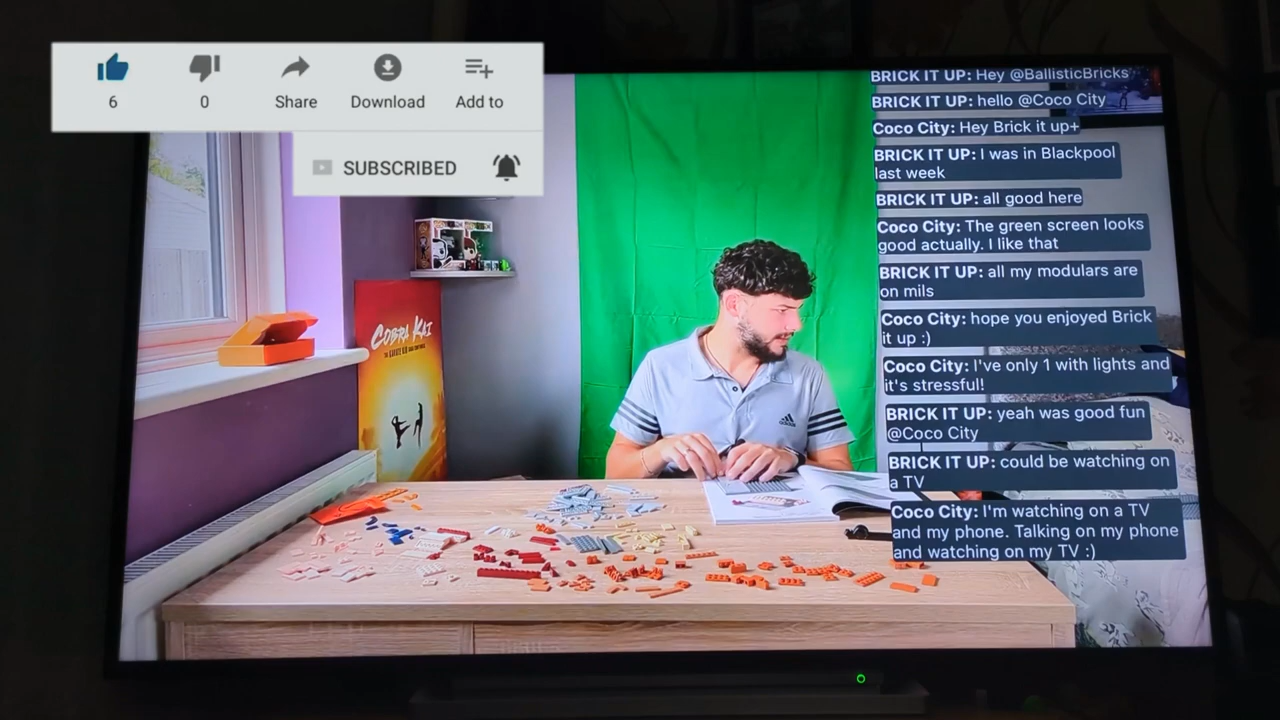 6
0
Share
Download
Add to
SUBSCRIBED
BRICK IT UP: Hey @BallisticBricks
BRICK IT UP: hello @Coco City
Coco City: Hey Brick it up+
BRICK IT UP: I was in Blackpool
last week
BRICK IT UP: all good here
Coco City: The green screen looks
good actually. I like that
BRICK IT UP: all my modulars are
on mils
Coco City: hope you enjoyed Brick
it up :)
Coco City: I've only 1 with lights and
it's stressful!
BRICK IT UP: yeah was good fun
@Coco City
BRICK IT UP: could be watching on
a TV
Coco City: I'm watching on a TV
and my phone. Talking on my phone
and watching on my TV :)
COBRA KAI
adidas